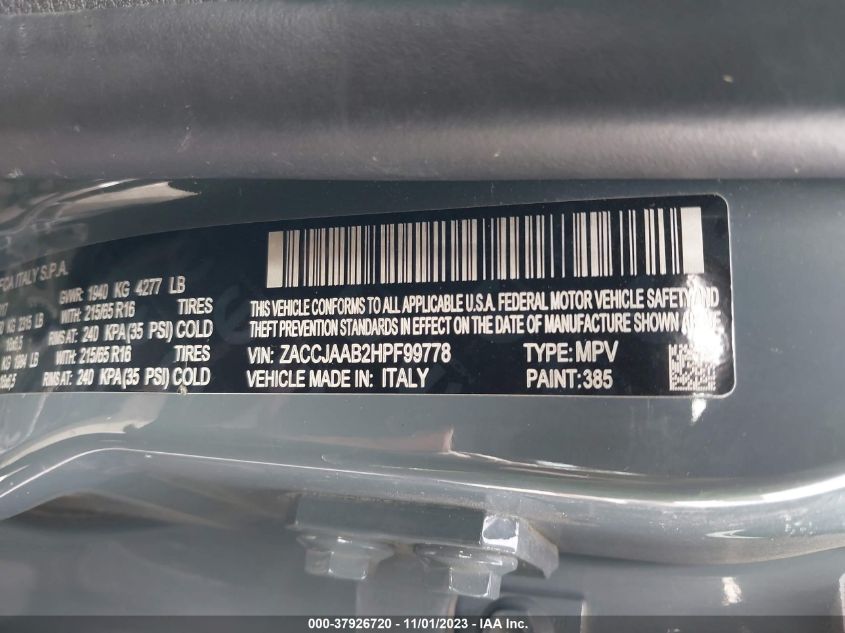 FCA ITALY S.P.A.
GVWR: 1940 KG 4277 LB
WITH: 215/65 R16 TIRES
RIMS AT: 240 KPA(35 PSI) COLD
WITH: 215/65 R16 TIRES
RIMS AT: 240 KPA(35 PSI) COLD
THIS VEHICLE CONFORMS TO ALL APPLICABLE U.S.A. FEDERAL MOTOR VEHICLE SAFETY AND
THEFT PREVENTION STANDARDS IN EFFECT ON THE DATE OF MANUFACTURE SHOWN ABOVE
VIN: ZACCJAAB2HPF99778 TYPE: MPV
VEHICLE MADE IN: ITALY PAINT:385
000-37926720 - 11/01/2023 - IAA Inc.